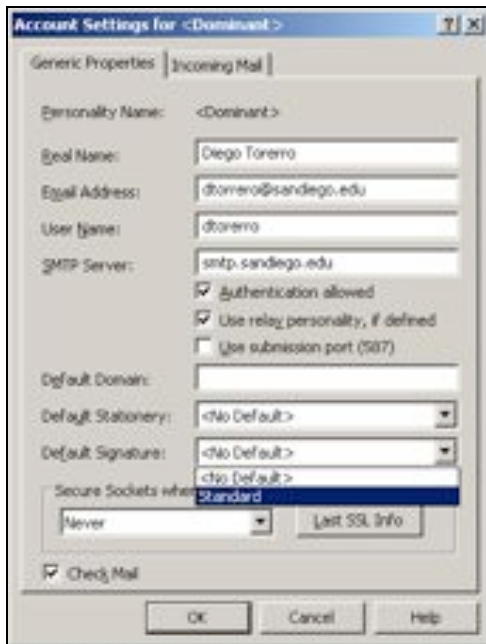 Account Settings for <Dominant>
Generic Properties
Incoming Mail
Personality Name: <Dominant>
Real Name: Diego Torerro
Email Address: dtorrero@sandiego.edu
User Name: dtorerro
SMTP Server: smtp.sandiego.edu
Authentication allowed
Use relay personality, if defined
Use submission port (587)
Default Domain:
Default Stationery: <No Default>
Default Signature: <No Default>
<No Default>
Standard
Secure Sockets whe
Never
Last SSL Info
Check Mail
OK
Cancel
Help